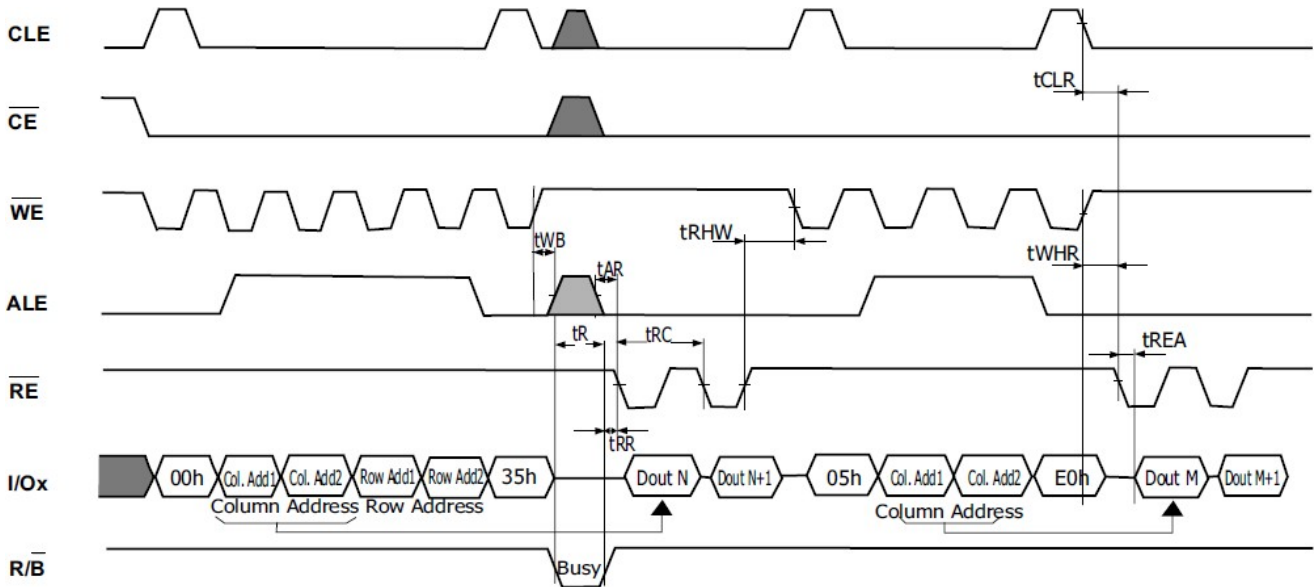 CLE
tCLR
CE
WE
tWB
tRHW
tWHR
tAR
ALE
tR
tRC
tREA
RE
tRR
I/Ox
00h
Col. Add1
Col. Add2
Row Add1
Row Add2
35h
Dout N
Dout N+1
05h
Col. Add1
Col. Add2
E0h
Dout M
Dout M+1
Column Address
Row Address
Column Address
R/B
Busy